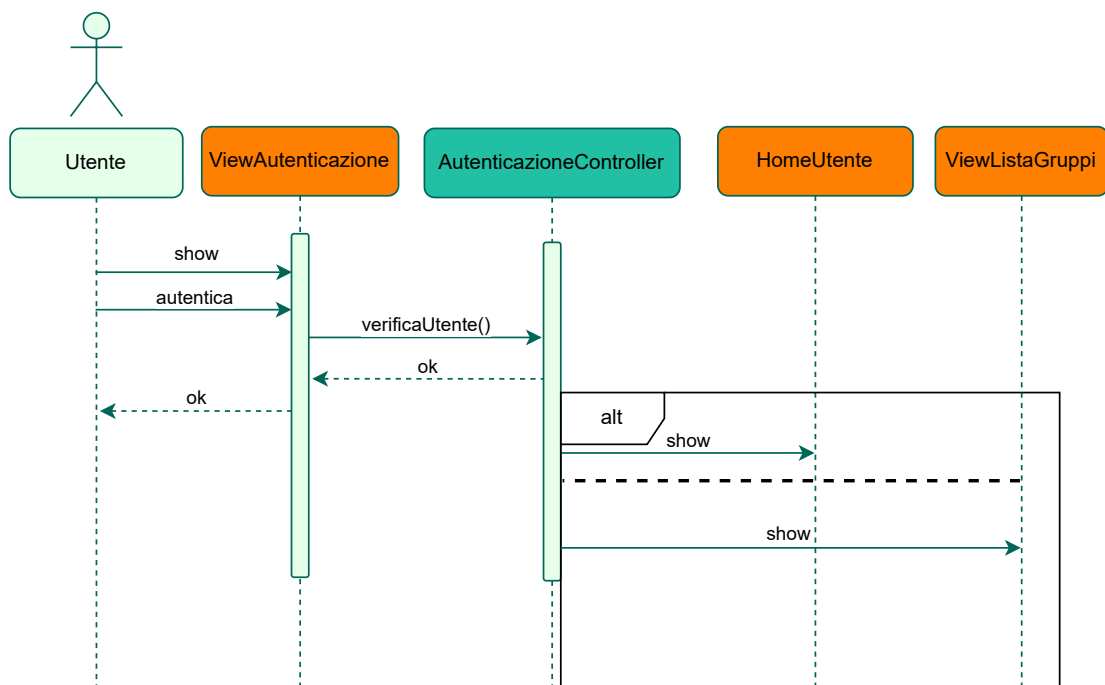 Utente
ViewAutenticazione
AutenticazioneController
HomeUtente
ViewListaGruppi
show
autentica
verificaUtente()
ok
ok
alt
show
show